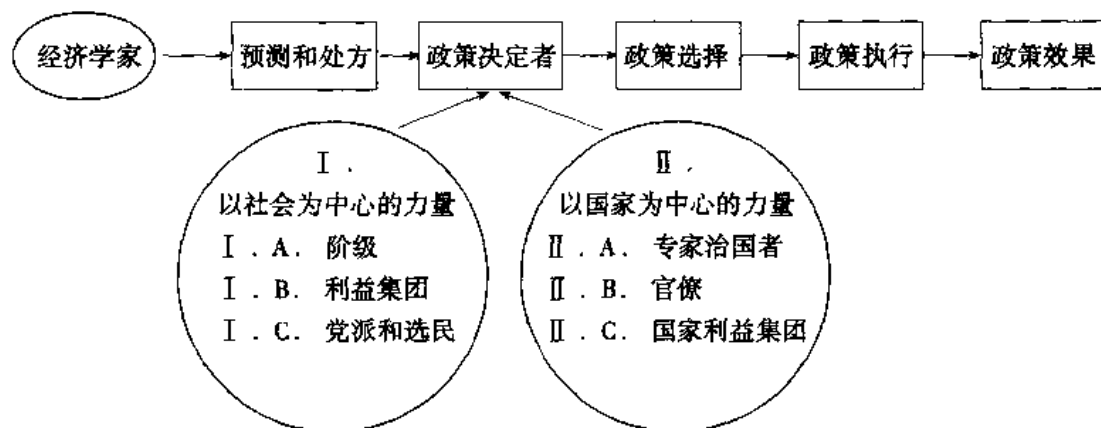 经济学家 预测和处方 政策决定者 政策选择 政策执行 政策效果
Ⅰ.
以社会为中心的力量
Ⅰ.A. 阶级
Ⅰ.B. 利益集团
Ⅰ.C. 党派和选民
Ⅱ.
以国家为中心的力量
Ⅱ.A. 专家治国者
Ⅱ.B. 官僚
Ⅱ.C. 国家利益集团